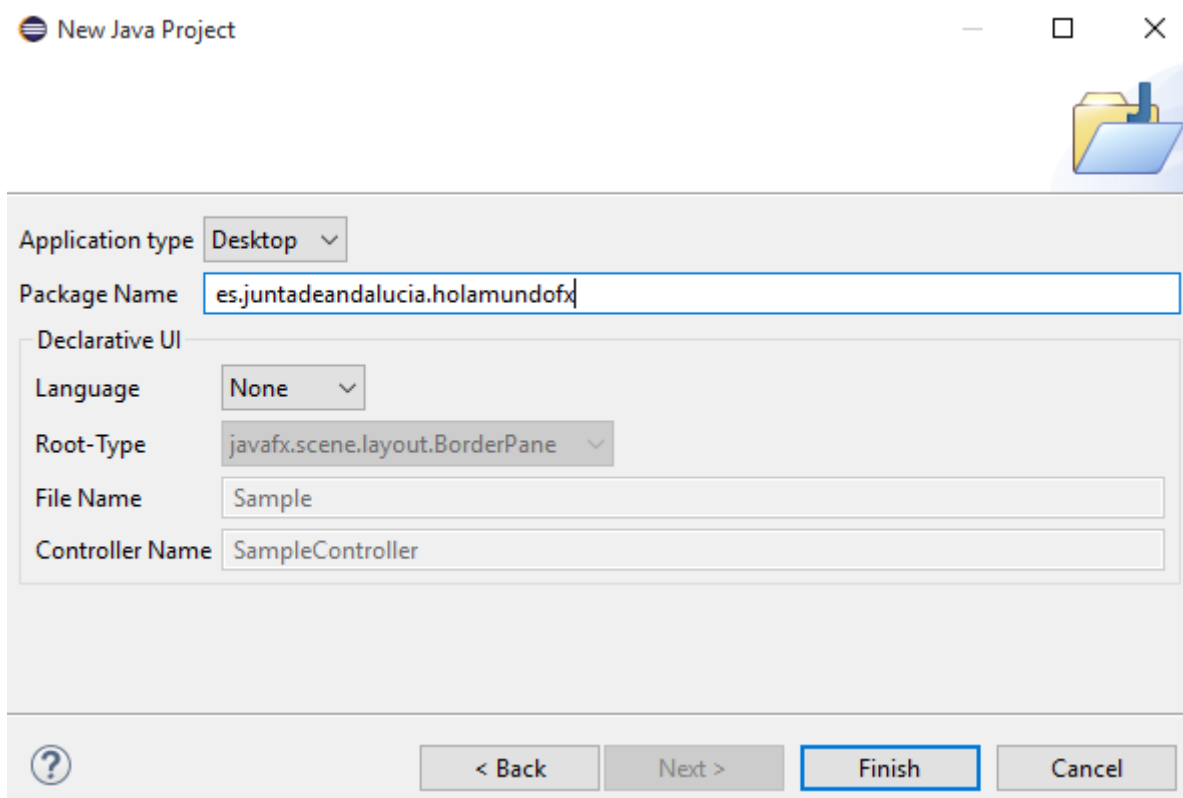 New Java Project
Application type Desktop
Package Name es.juntadeandalucia.holamundofx
Declarative UI
Language None
Root-Type javafx.scene.layout.BorderPane
File Name Sample
Controller Name SampleController
? < Back Next > Finish Cancel